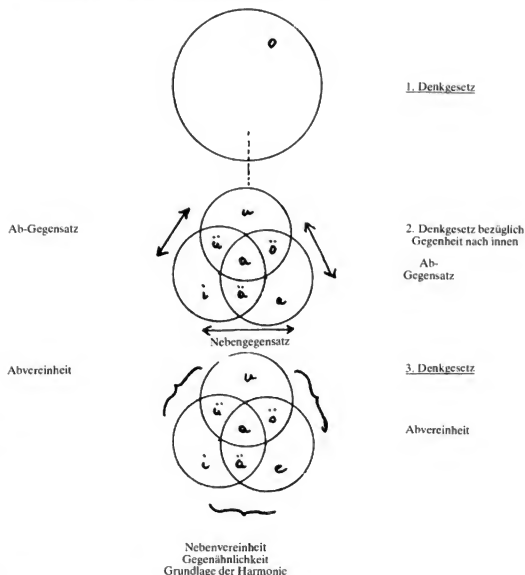 o
1. Denkgesetz
u
Ab-Gegensatz
2. Denkgesetz bezüglich
Gegenheit nach innen
ü
ö
a
Ab-
Gegensatz
i
ä
e
Nebengegensatz
Abvereinheit
3. Denkgesetz
u
ü
ö
a
Abvereinheit
i
ä
e
Nebenvereinheit
Gegenähnlichkeit
Grundlage der Harmonie